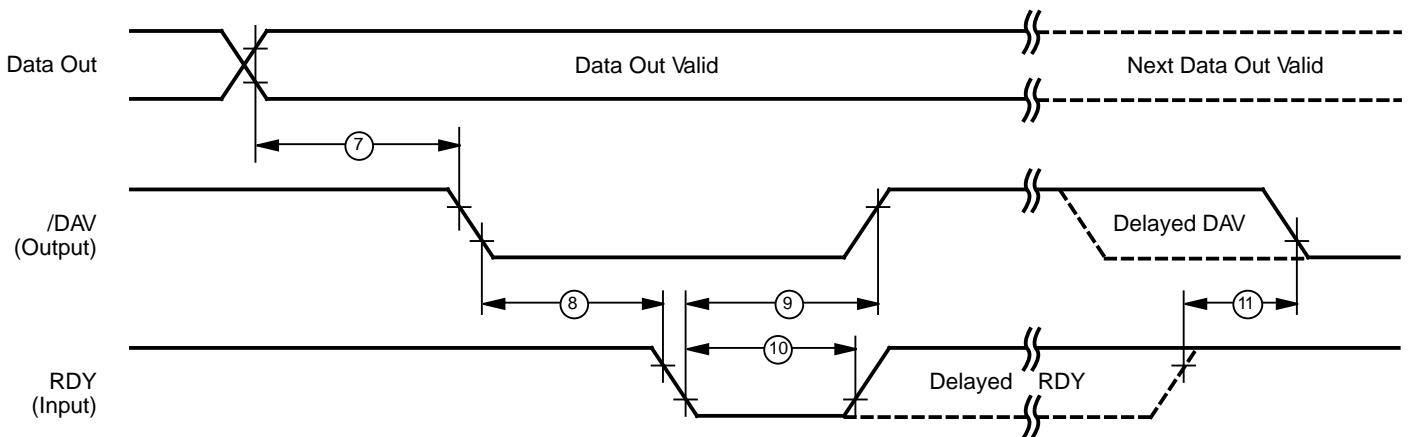 Data Out
Data Out Valid
Next Data Out Valid
7
/DAV
(Output)
Delayed DAV
8
9
11
10
RDY
(Input)
Delayed RDY